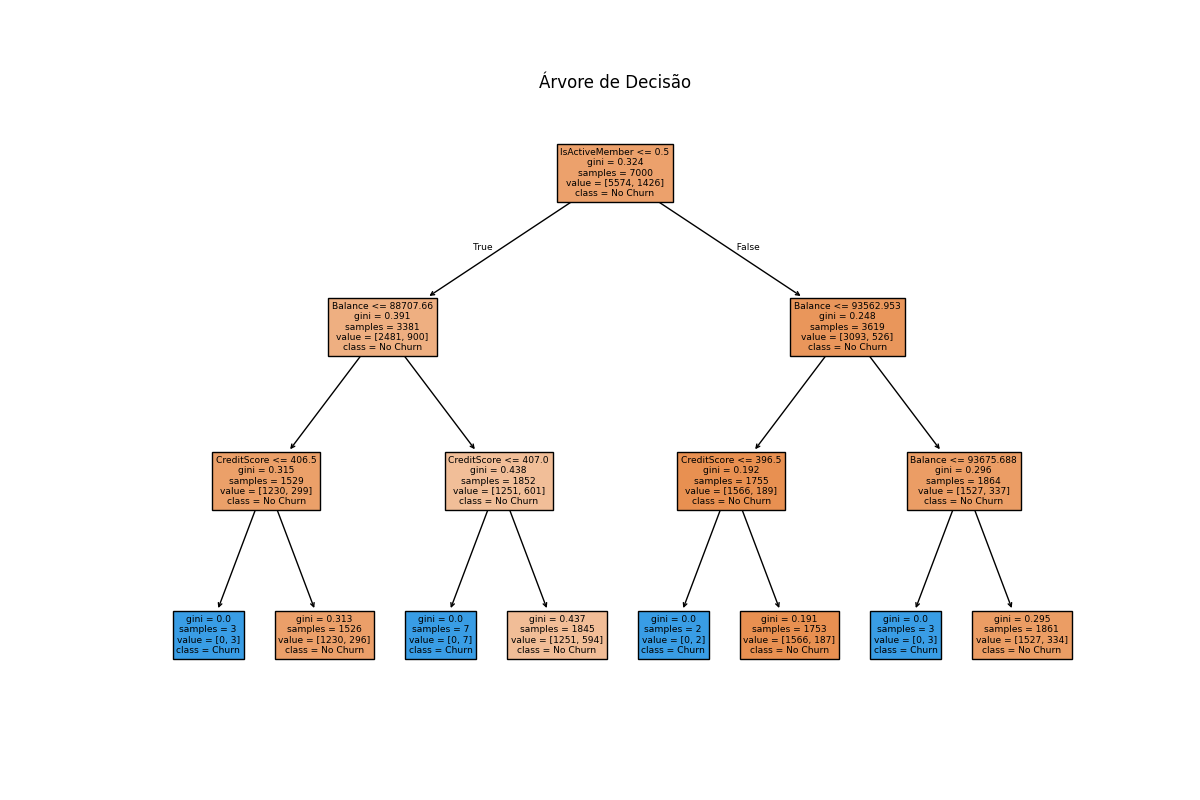 Árvore de Decisão
IsActiveMember <= 0.5
gini = 0.324
samples = 7000
value = [5574, 1426]
class = No Churn
True
False
Balance <= 88707.66
gini = 0.391
samples = 3381
value = [2481, 900]
class = No Churn
Balance <= 93562.953
gini = 0.248
samples = 3619
value = [3093, 526]
class = No Churn
CreditScore <= 406.5
gini = 0.315
samples = 1529
value = [1230, 299]
class = No Churn
CreditScore <= 407.0
gini = 0.438
samples = 1852
value = [1251, 601]
class = No Churn
CreditScore <= 396.5
gini = 0.192
samples = 1755
value = [1566, 189]
class = No Churn
Balance <= 93675.688
gini = 0.296
samples = 1864
value = [1527, 337]
class = No Churn
gini = 0.0
samples = 3
value = [0, 3]
class = Churn
gini = 0.313
samples = 1526
value = [1230, 296]
class = No Churn
gini = 0.0
samples = 7
value = [0, 7]
class = Churn
gini = 0.437
samples = 1845
value = [1251, 594]
class = No Churn
gini = 0.0
samples = 2
value = [0, 2]
class = Churn
gini = 0.191
samples = 1753
value = [1566, 187]
class = No Churn
gini = 0.0
samples = 3
value = [0, 3]
class = Churn
gini = 0.295
samples = 1861
value = [1527, 334]
class = No Churn